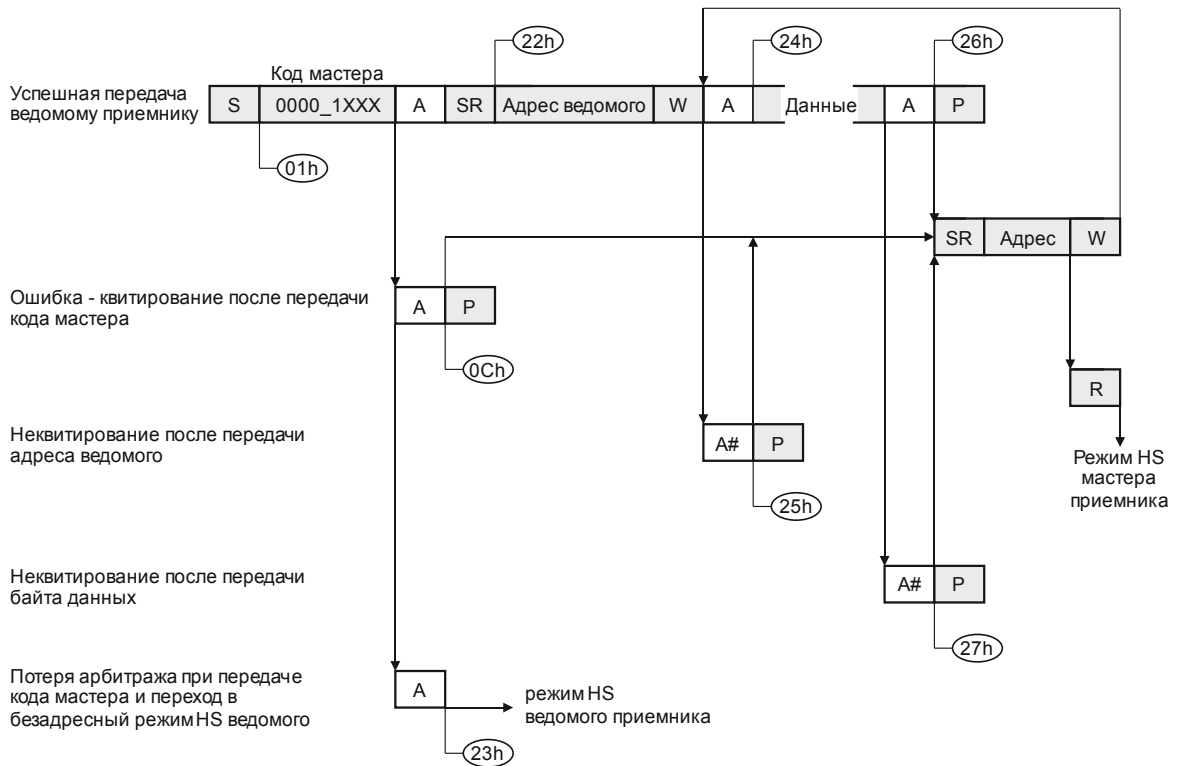 22h
24h
26h
Код мастера
Успешная передача
ведомому приемнику
S 0000_1XXX A SR Адрес ведомого W A Данные A P
01h
SR Адрес W
Ошибка - квитирование после передачи
кода мастера
A P
0Ch
R
Неквитирование после передачи
адреса ведомого
A# P
Режим HS
мастера
приемника
25h
Неквитирование после передачи
байта данных
A# P
27h
Потеря арбитража при передаче
кода мастера и переход в
безадресный режим HS ведомого
A
режим HS
ведомого приемника
23h